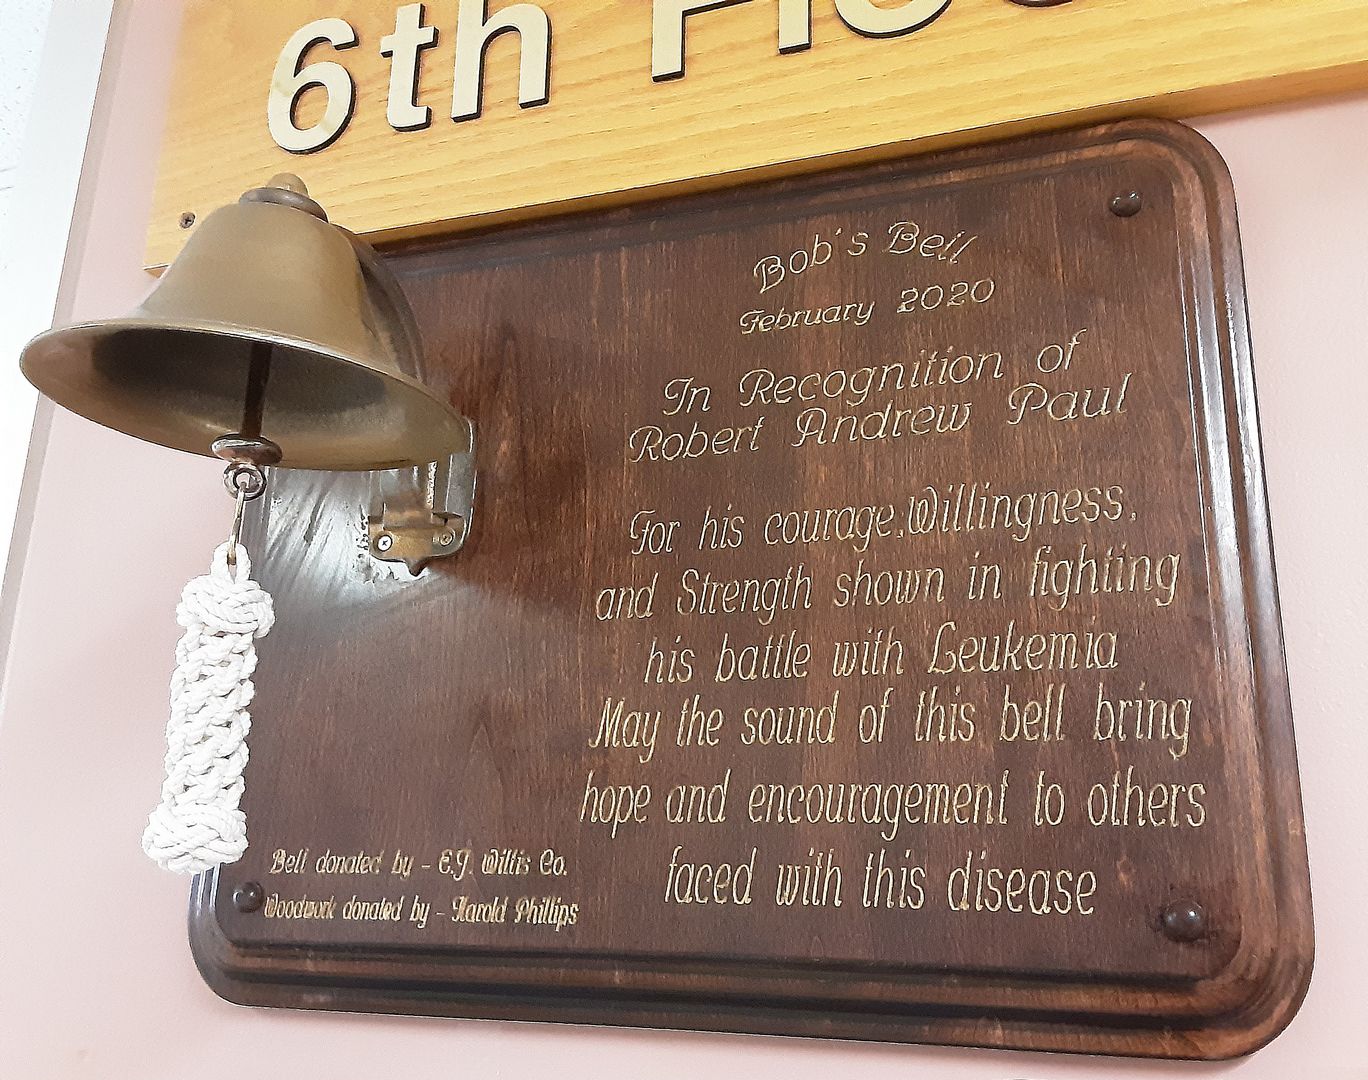 6th Floo
Bob's Bell
February 2020
In Recognition of
Robert Andrew Paul
For his courage, Willingness,
and Strength shown in fighting
his battle with Leukemia
May the sound of this bell bring
hope and encouragement to others
faced with this disease
Bell donated by - E.J. Willis Co.
Woodwork donated by - Harold Phillips